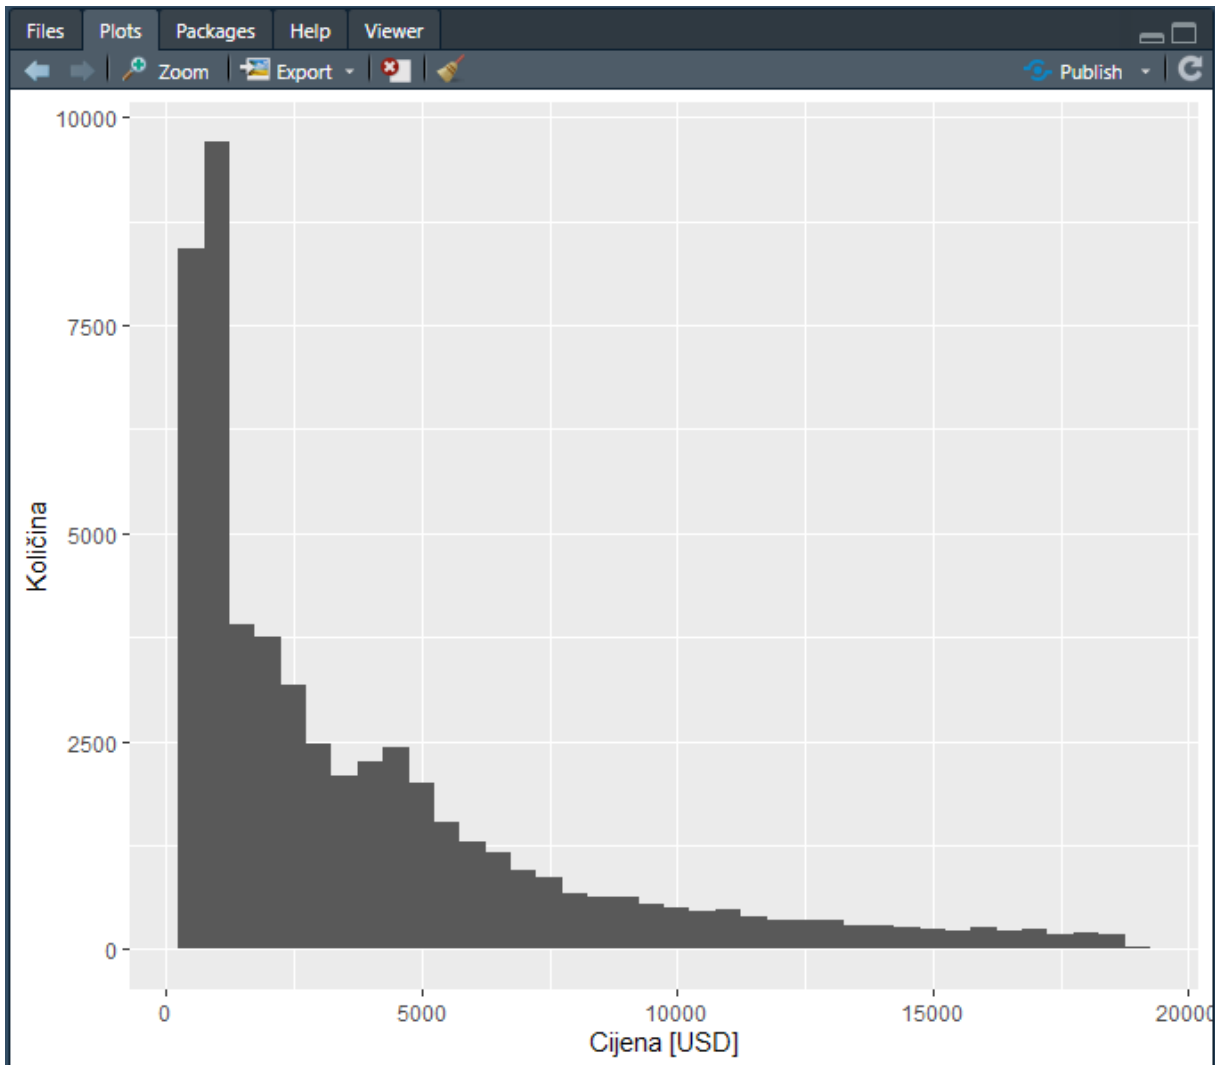 Files Plots Packages Help Viewer
Zoom Export Publish
10000
7500
5000
2500
0
Količina
0 5000 10000 15000 20000
Cijena [USD]